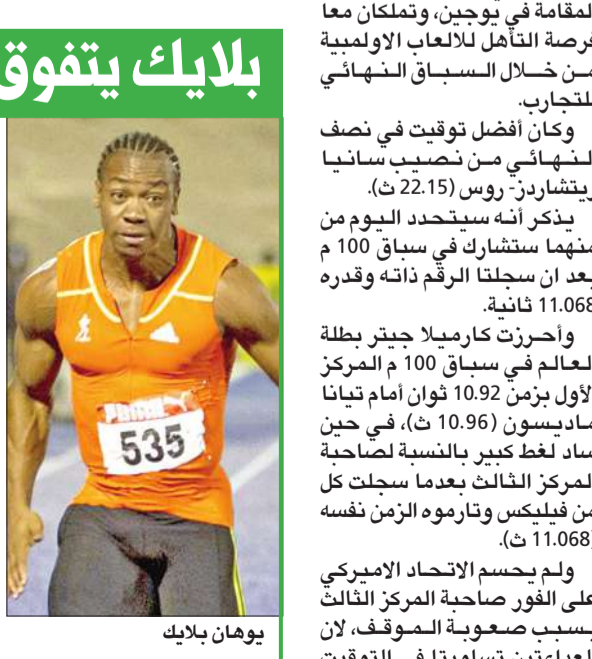 بلايك يتفوق
المقامة في يوجين، وتملكان معا
فرصة التأهل للالعاب الاولمبية
من خلال السباق النهائي
للتجارب.
وكان أفضل توقيت في نصف
النهائي من نصيب سانيا
ريتشاردز- روس (22.15 ث).
يذكر أنه سيتحدد اليوم من
منهما ستشارك في سباق 100 م
بعد ان سجلتا الرقم ذاته وقدره
11.068 ثانية.
وأحرزت كارميلا جيتر بطلة
العالم في سباق 100 م المركز
الأول بزمن 10.92 ثوان أمام تيانا
ماديسون (10.96 ث)، في حين
ساد لغط كبير بالنسبة لصاحبة
المركز الثالث بعدما سجلت كل
من فيليكس وتارموه الزمن نفسه
(11.068 ث).
ولم يحسم الاتحاد الاميركي
على الفور صاحبة المركز الثالث
بسبب صعوبة الموقف، لان
العداءتين تساويتا في التوقيت
535
يوهان بلايك